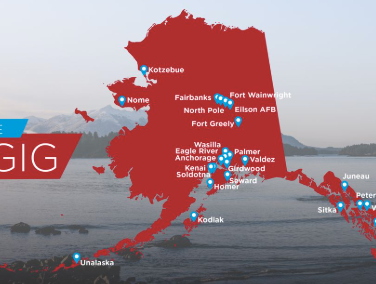 Kotzebue
Nome
Fairbanks
Fort Wainwright
North Pole
Eilson AFB
Fort Greely
Wasilla
Eagle River
Palmer
Anchorage
Valdez
Kenai
Girdwood
Soldotna
Seward
Homer
Kodiak
Unalaska
Juneau
Sitka
GIG